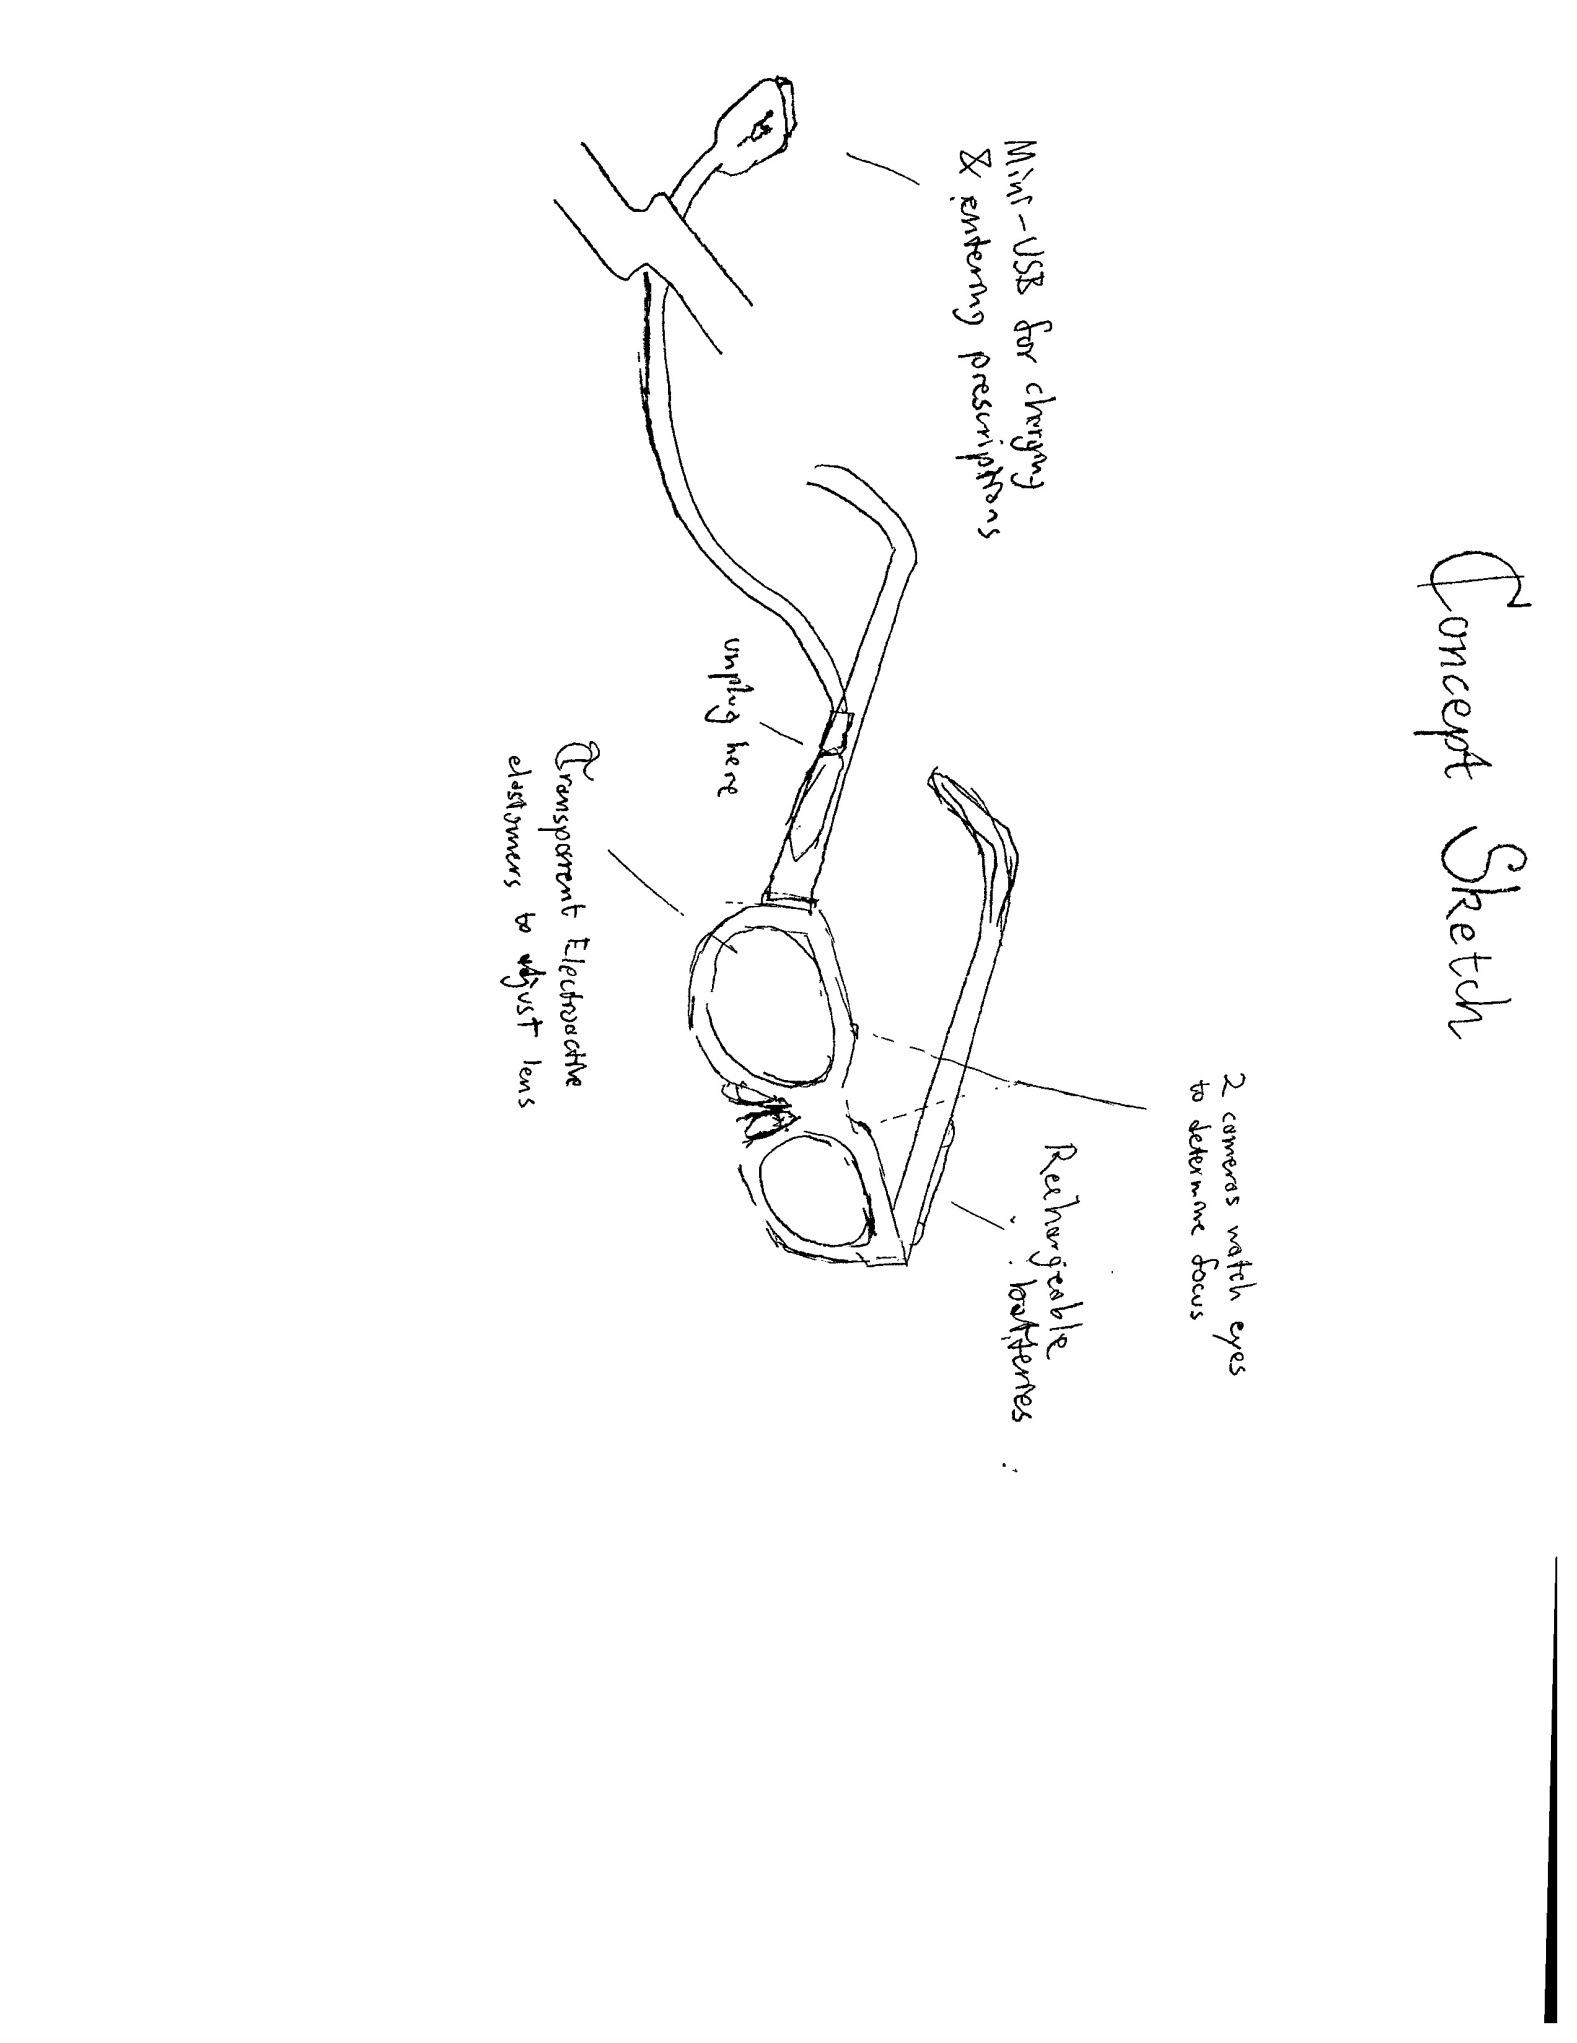 Concept Sketch
Mini-USB for charging
& entering prescriptions
2 cameras watch eyes
to determine focus
Rechargeable
batteries
unplug here
Transparent Electroactive
elastomers to adjust lens